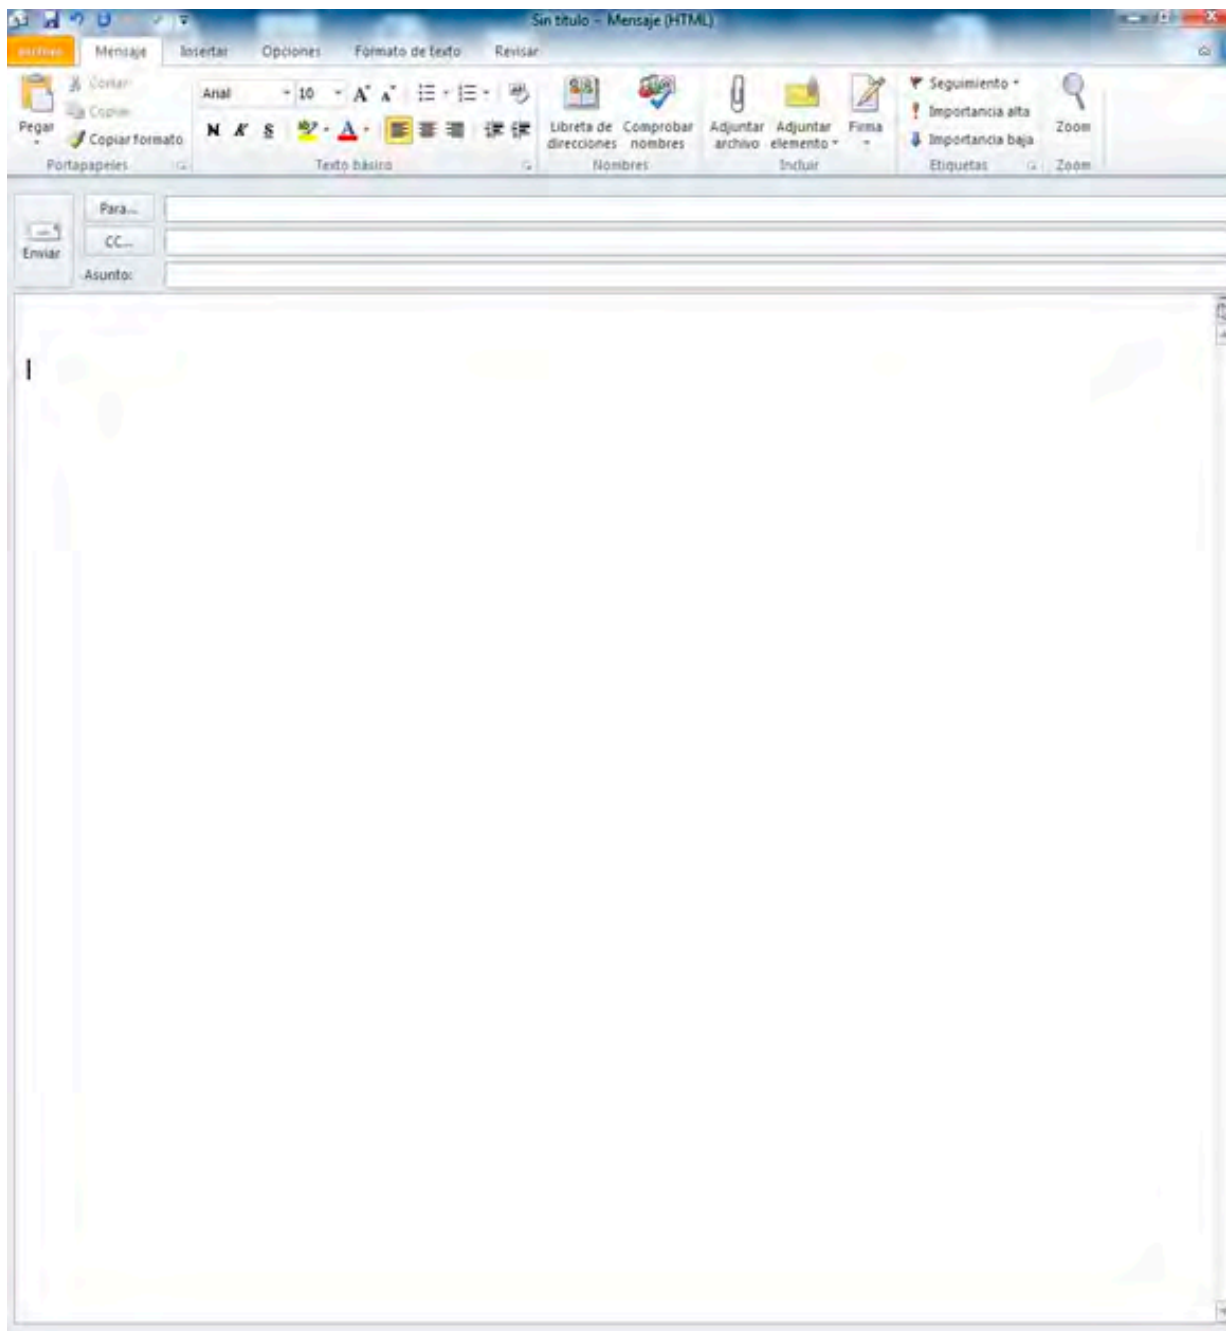 Sin título - Mensaje (HTML)
Archivo Mensaje Insertar Opciones Formato de texto Revisar
Pegar
Cortar
Copiar
Copiar formato
Portapapeles
Arial 10
N K S
Texto básico
Libreta de direcciones
Comprobar nombres
Nombres
Adjuntar archivo
Adjuntar elemento
Firma
Incluir
Seguimiento
Importancia alta
Importancia baja
Etiquetas
Zoom
Zoom
Enviar
Para...
CC...
Asunto: